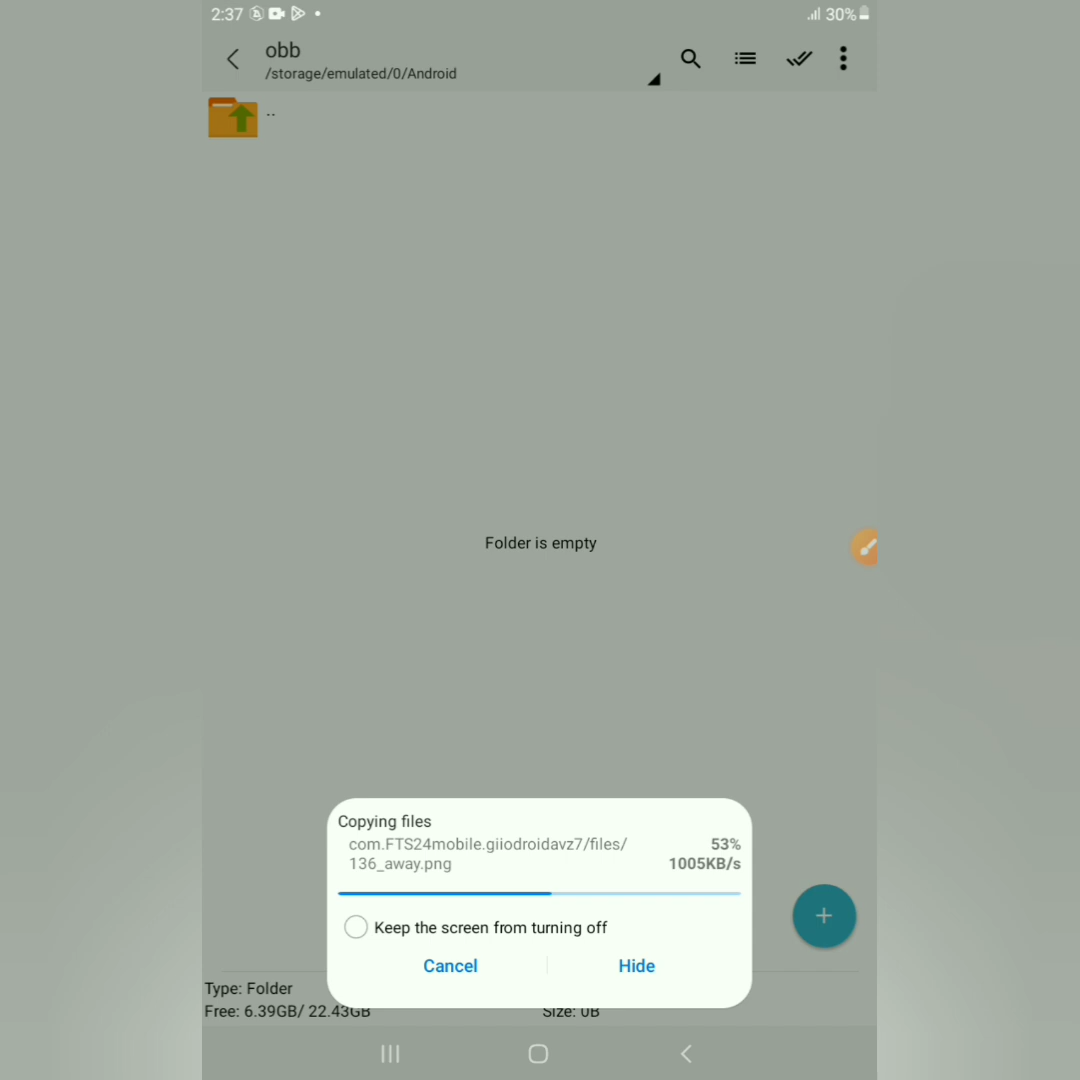 2:37
30%
obb
/storage/emulated/0/Android
..
Folder is empty
Copying files
com.FTS24mobile.giiodroidavz7/files/
136_away.png
53%
1005KB/s
Keep the screen from turning off
Cancel
Hide
Type: Folder
Free: 6.39GB/ 22.43GB
Size: 0B